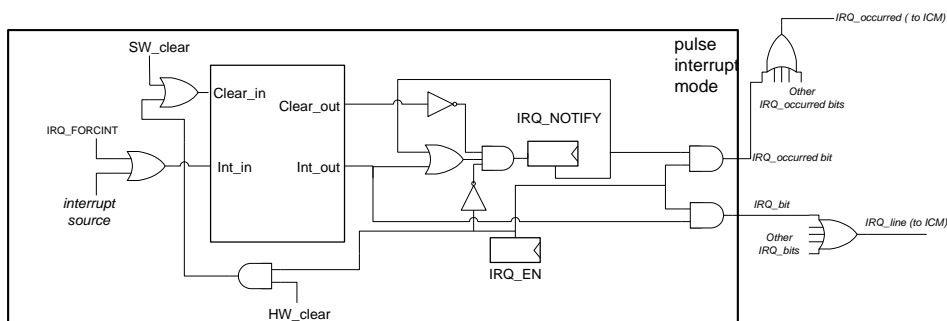 IRQ_occurred ( to ICM)
SW_clear
pulse
interrupt
mode
Clear_in
Clear_out
Other
IRQ_occurred bits
IRQ_NOTIFY
IRQ_FORCINT
Int_in
Int_out
IRQ_occurred bit
interrupt
source
IRQ_bit
IRQ_line (to ICM)
Other
IRQ_bits
IRQ_EN
HW_clear